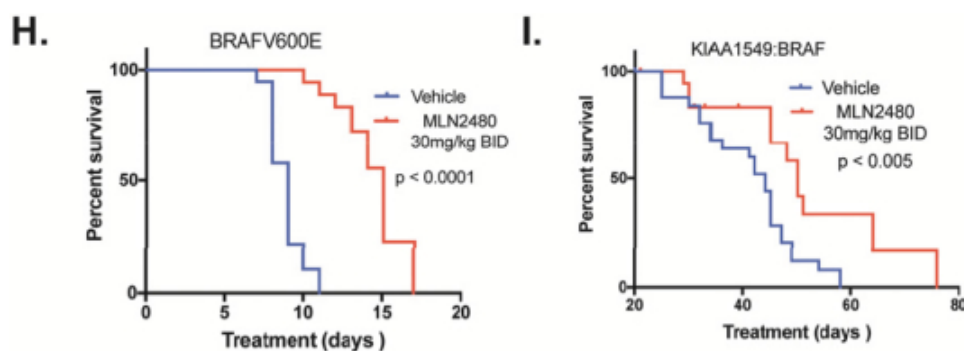 H.
BRAFV600E
Percent survival
100
50
0
Vehicle
MLN2480
30mg/kg BID
p < 0.0001
0 5 10 15 20
Treatment (days )
I.
KIAA1549:BRAF
Percent survival
100
50
0
Vehicle
MLN2480
30mg/kg BID
p < 0.005
20 40 60 80
Treatment (days )